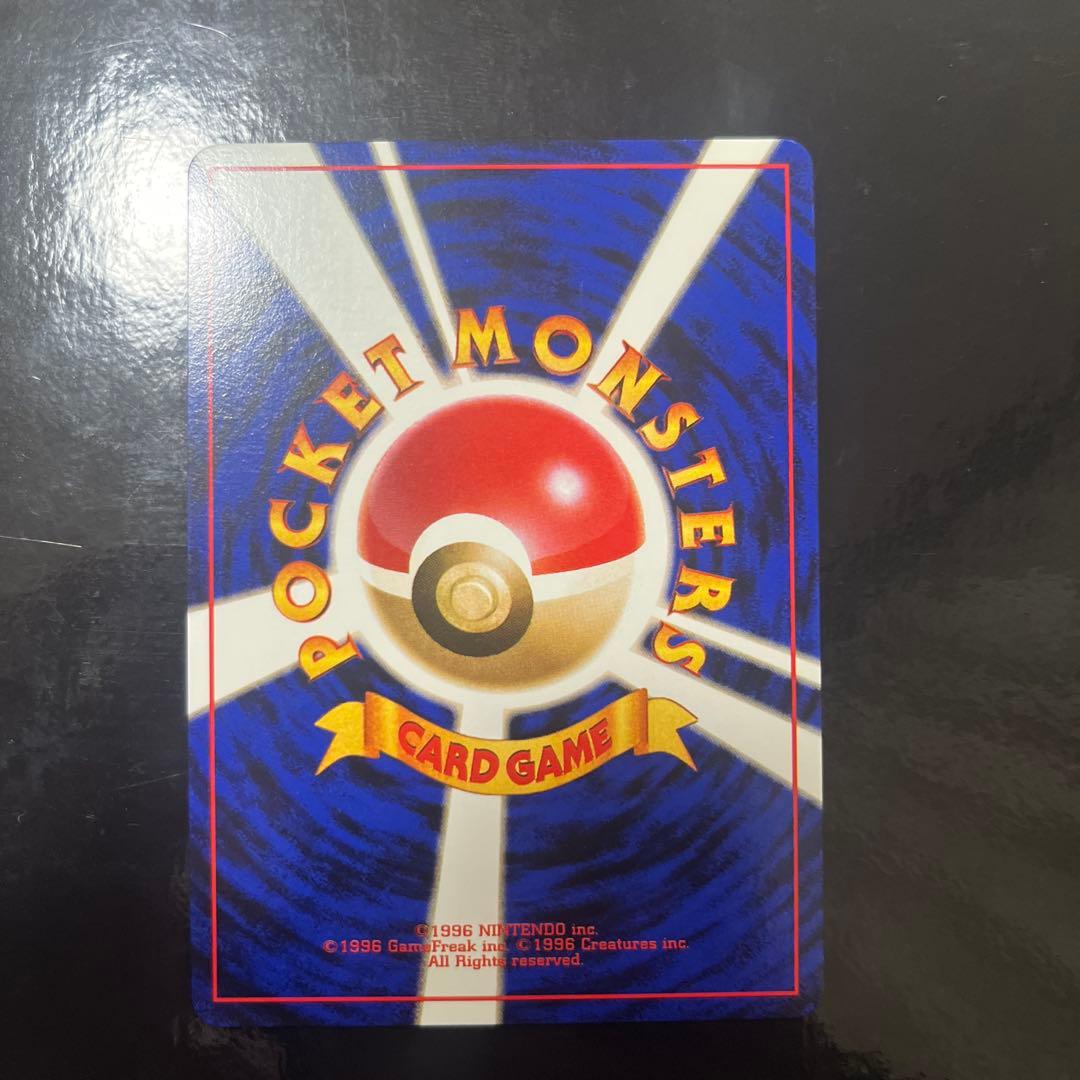 POCKET MONSTERS
CARD GAME
©1996 NINTENDO inc.
©1996 GameFreak inc. ©1996 Creatures inc.
All Rights reserved.